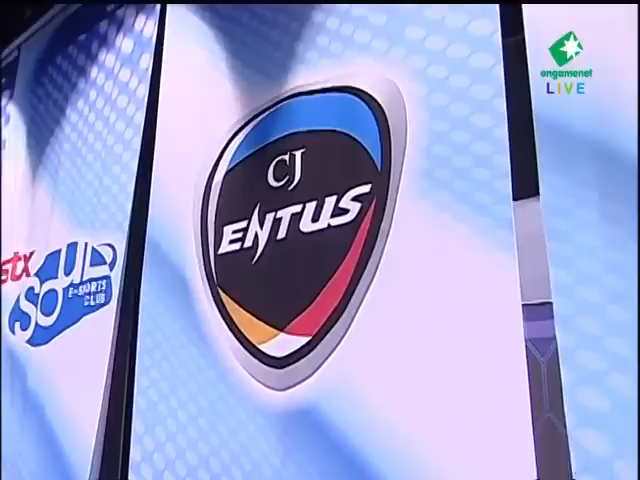 ongamenet
LIVE
CJ
ENTUS
stx
SOUL
E-SPORTS
CLUB